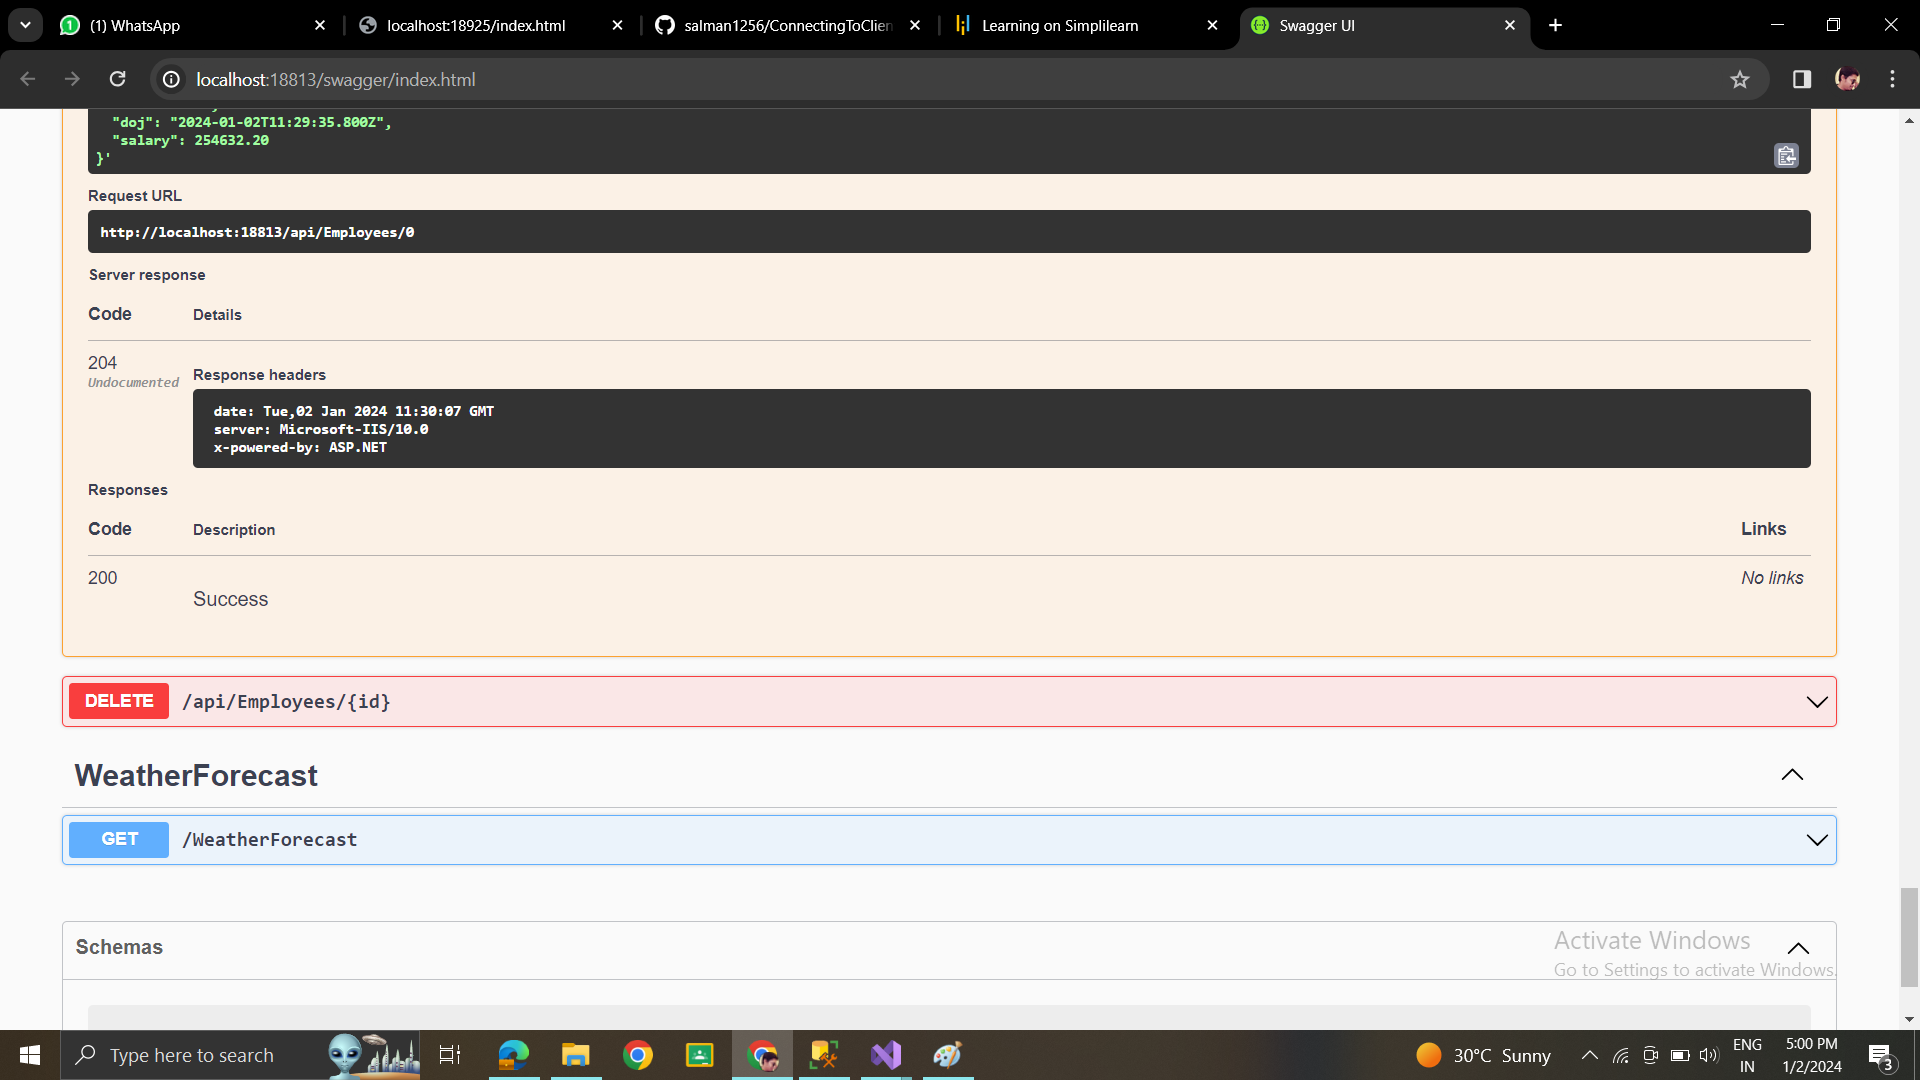 (1) WhatsApp
localhost:18925/index.html
salman1256/ConnectingToClien
Learning on Simplilearn
Swagger UI
localhost:18813/swagger/index.html
"doj": "2024-01-02T11:29:35.800Z",
"salary": 254632.20
}'
Request URL
http://localhost:18813/api/Employees/0
Server response
Code Details
204
Undocumented
Response headers
date: Tue,02 Jan 2024 11:30:07 GMT
server: Microsoft-IIS/10.0
x-powered-by: ASP.NET
Responses
Code Description Links
200 No links
Success
DELETE /api/Employees/{id}
WeatherForecast
GET /WeatherForecast
Schemas
Activate Windows
Go to Settings to activate Windows.
Type here to search
30°C Sunny
ENG
IN
5:00 PM
1/2/2024
3